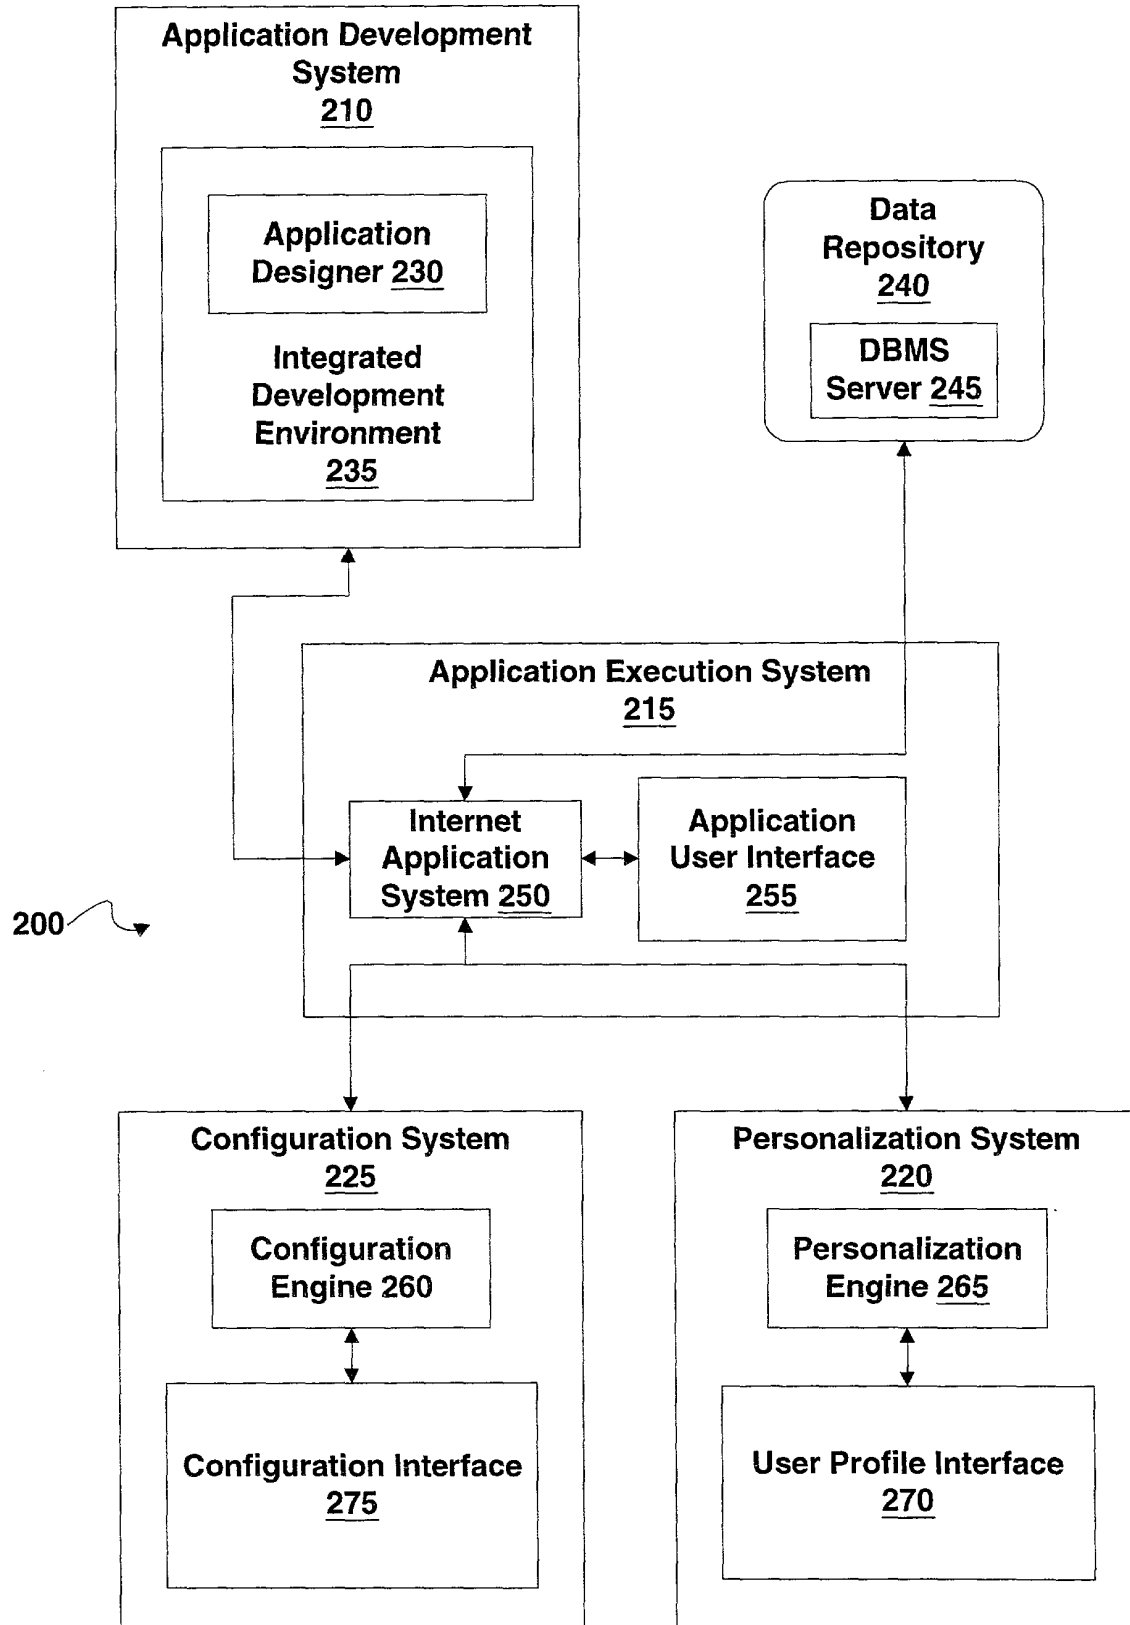 Application Development
System
210
Application
Designer 230
Integrated
Development
Environment
235
Data
Repository
240
DBMS
Server 245
Application Execution System
215
Internet
Application
System 250
Application
User Interface
255
200
Configuration System
225
Configuration
Engine 260
Configuration Interface
275
Personalization System
220
Personalization
Engine 265
User Profile Interface
270